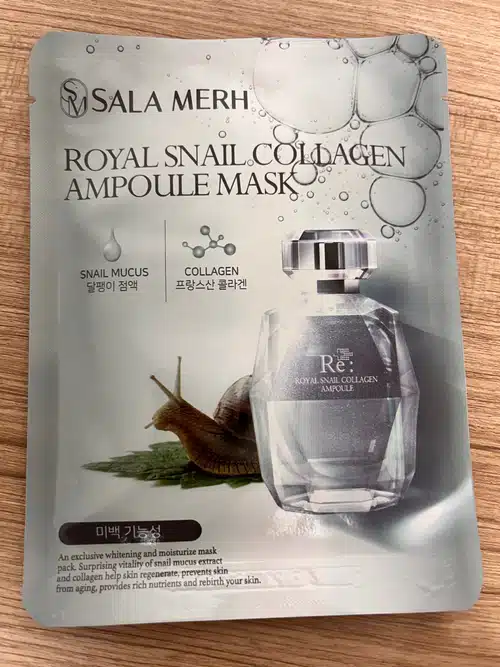 SM SALA MERH
ROYAL SNAIL COLLAGEN
AMPOULE MASK
SNAIL MUCUS
달팽이 점액
COLLAGEN
프랑스산 콜라겐
Re:
ROYAL SNAIL COLLAGEN
AMPOULE
미백 기능성
An exclusive whitening and moisturize mask
pack. Surprising vitality of snail mucus extract
and collagen help skin regenerate, prevents skin
from aging, provides rich nutrients and rebirth your skin.